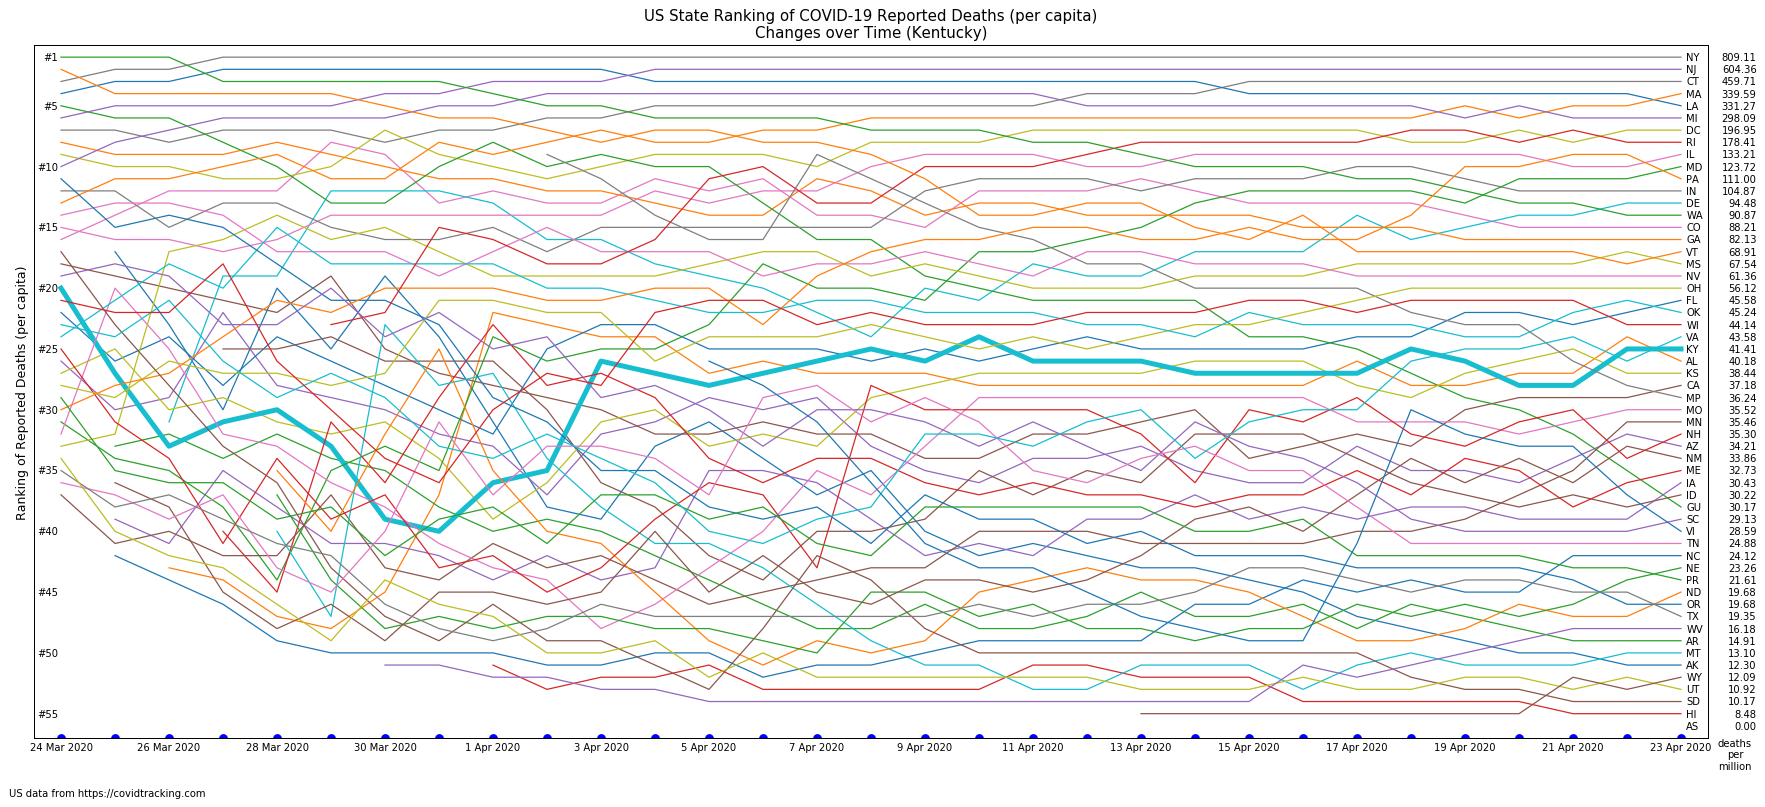 US State Ranking of COVID-19 Reported Deaths (per capita)
Changes over Time (Kentucky)
Ranking of Reported Deaths (per capita)
#1
#5
#10
#15
#20
#25
#30
#35
#40
#45
#50
#55
NY 809.11
NJ 604.36
CT 459.71
MA 339.59
LA 331.27
MI 298.09
DC 196.95
RI 178.41
IL 133.21
MD 123.72
PA 111.00
IN 104.87
DE 94.48
WA 90.87
CO 88.21
GA 82.13
VT 68.91
MS 67.54
NV 61.36
OH 56.12
FL 45.58
OK 45.24
WI 44.14
VA 43.58
KY 41.41
AL 40.18
KS 38.44
CA 37.18
MP 36.24
MO 35.52
MN 35.46
NH 35.30
AZ 34.21
NM 33.86
ME 32.73
IA 30.43
ID 30.22
GU 30.17
SC 29.13
VI 28.59
TN 24.88
NC 24.12
NE 23.26
PR 21.61
ND 19.68
OR 19.68
TX 19.35
WV 16.18
AR 14.91
MT 13.10
AK 12.30
WY 12.09
UT 10.92
SD 10.17
HI 8.48
AS 0.00
24 Mar 2020 26 Mar 2020 28 Mar 2020 30 Mar 2020 1 Apr 2020 3 Apr 2020 5 Apr 2020 7 Apr 2020 9 Apr 2020 11 Apr 2020 13 Apr 2020 15 Apr 2020 17 Apr 2020 19 Apr 2020 21 Apr 2020 23 Apr 2020
deaths
per
million
US data from https://covidtracking.com